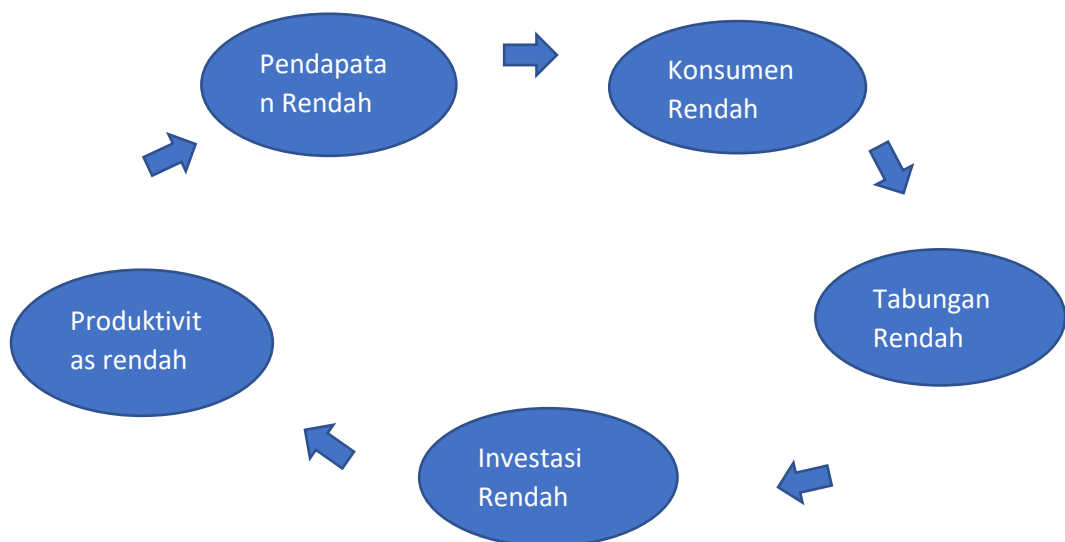 Pendapata
n Rendah
Konsumen
Rendah
Tabungan
Rendah
Investasi
Rendah
Produktivit
as rendah